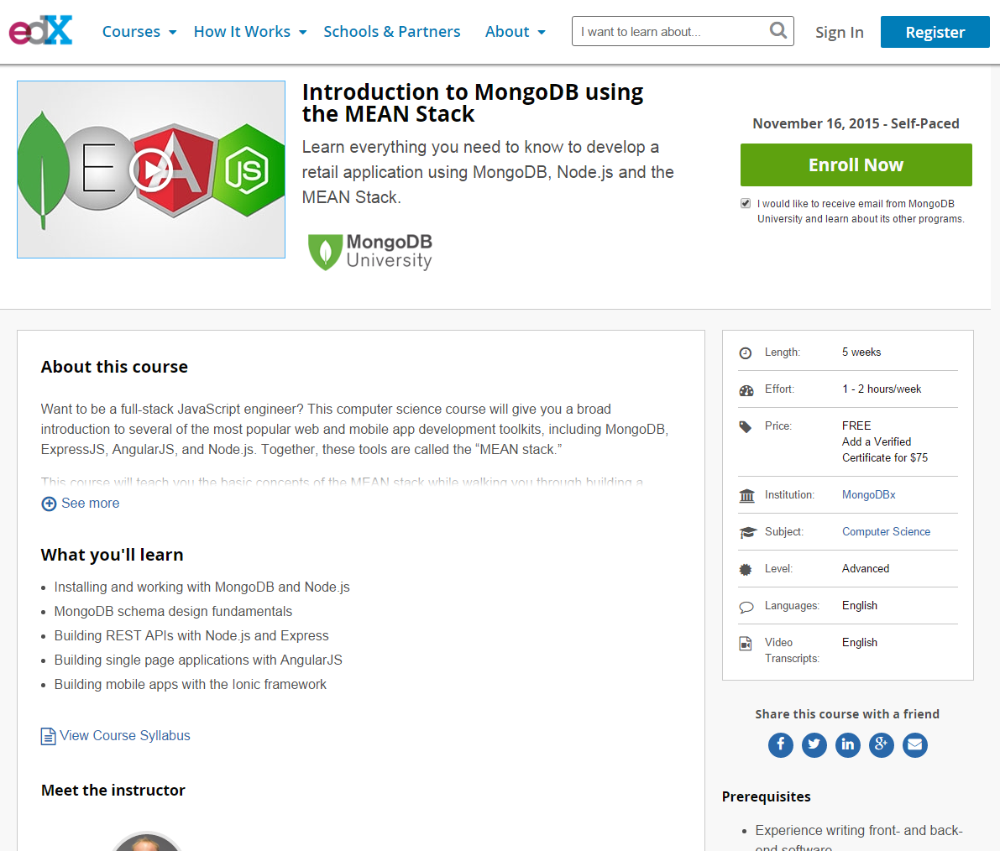 edX
Courses
How It Works
Schools & Partners
About
I want to learn about...
Sign In
Register
E
A
JS
Introduction to MongoDB using
the MEAN Stack
Learn everything you need to know to develop a
retail application using MongoDB, Node.js and the
MEAN Stack.
MongoDB
University
November 16, 2015 - Self-Paced
Enroll Now
I would like to receive email from MongoDB
University and learn about its other programs.
About this course
Want to be a full-stack JavaScript engineer? This computer science course will give you a broad
introduction to several of the most popular web and mobile app development toolkits, including MongoDB,
ExpressJS, AngularJS, and Node.js. Together, these tools are called the “MEAN stack.”
This course will teach you the basic concepts of the MEAN stack while walking you through building a
See more
What you'll learn
Installing and working with MongoDB and Node.js
MongoDB schema design fundamentals
Building REST APIs with Node.js and Express
Building single page applications with AngularJS
Building mobile apps with the Ionic framework
View Course Syllabus
Meet the instructor
Length: 5 weeks
Effort: 1 - 2 hours/week
Price: FREE
Add a Verified
Certificate for $75
Institution: MongoDBx
Subject: Computer Science
Level: Advanced
Languages: English
Video English
Transcripts:
Share this course with a friend
Prerequisites
Experience writing front- and back-
end software